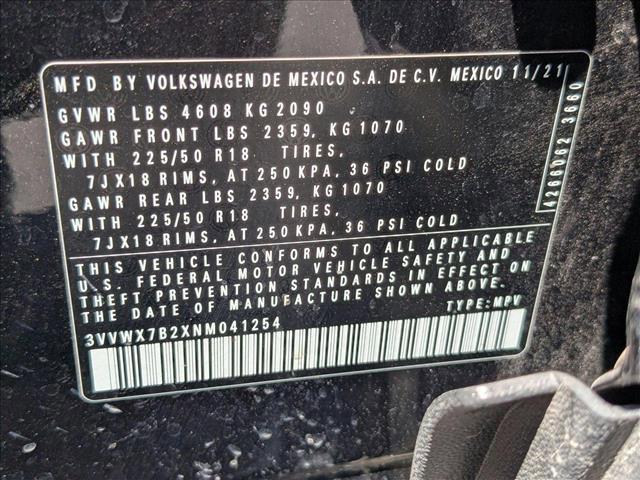 MFD BY VOLKSWAGEN DE MEXICO S.A. DE C.V. MEXICO 11/21
GVWR LBS 4608 KG 2090
GAWR FRONT LBS 2359, KG 1070
WITH 225/50 R18 TIRES,
7JX18 RIMS, AT 250 KPA, 36 PSI COLD
GAWR REAR LBS 2359, KG 1070
WITH 225/50 R18 TIRES,
7JX18 RIMS, AT 250 KPA, 36 PSI COLD
4266062 3660
THIS VEHICLE CONFORMS TO ALL APPLICABLE
U.S. FEDERAL MOTOR VEHICLE SAFETY AND
THEFT PREVENTION STANDARDS IN EFFECT ON
THE DATE OF MANUFACTURE SHOWN ABOVE.
TYPE: MPV
3VVWX7B2XNM041254